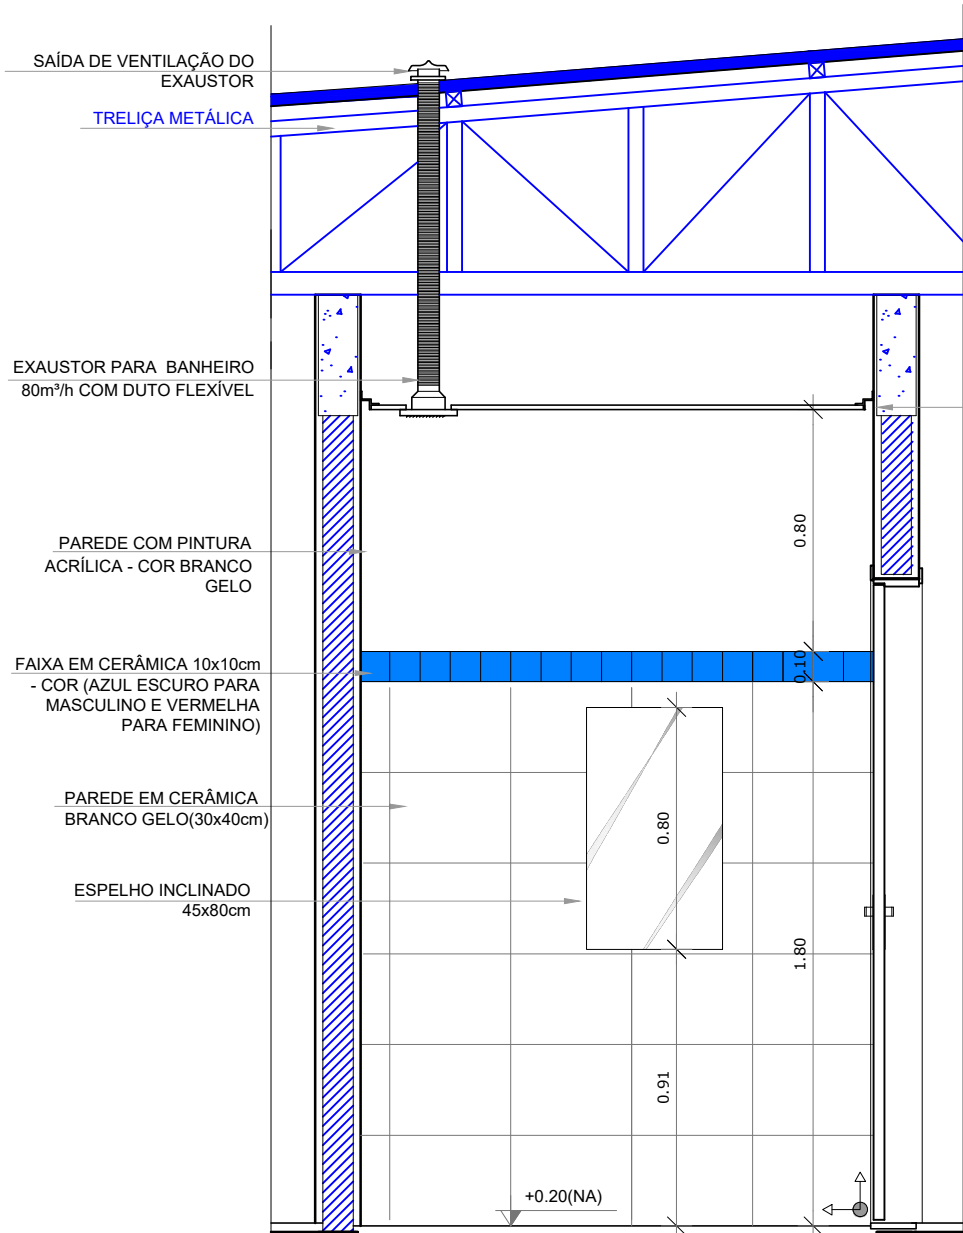 SAÍDA DE VENTILAÇÃO DO
EXAUSTOR
TRELIÇA METÁLICA
EXAUSTOR PARA BANHEIRO
80m³/h COM DUTO FLEXÍVEL
PAREDE COM PINTURA
ACRÍLICA - COR BRANCO
GELO
0.80
FAIXA EM CERÂMICA 10x10cm
- COR (AZUL ESCURO PARA
MASCULINO E VERMELHA
PARA FEMININO)
0.10
PAREDE EM CERÂMICA
BRANCO GELO(30x40cm)
0.80
ESPELHO INCLINADO
45x80cm
1.80
0.91
+0.20(NA)